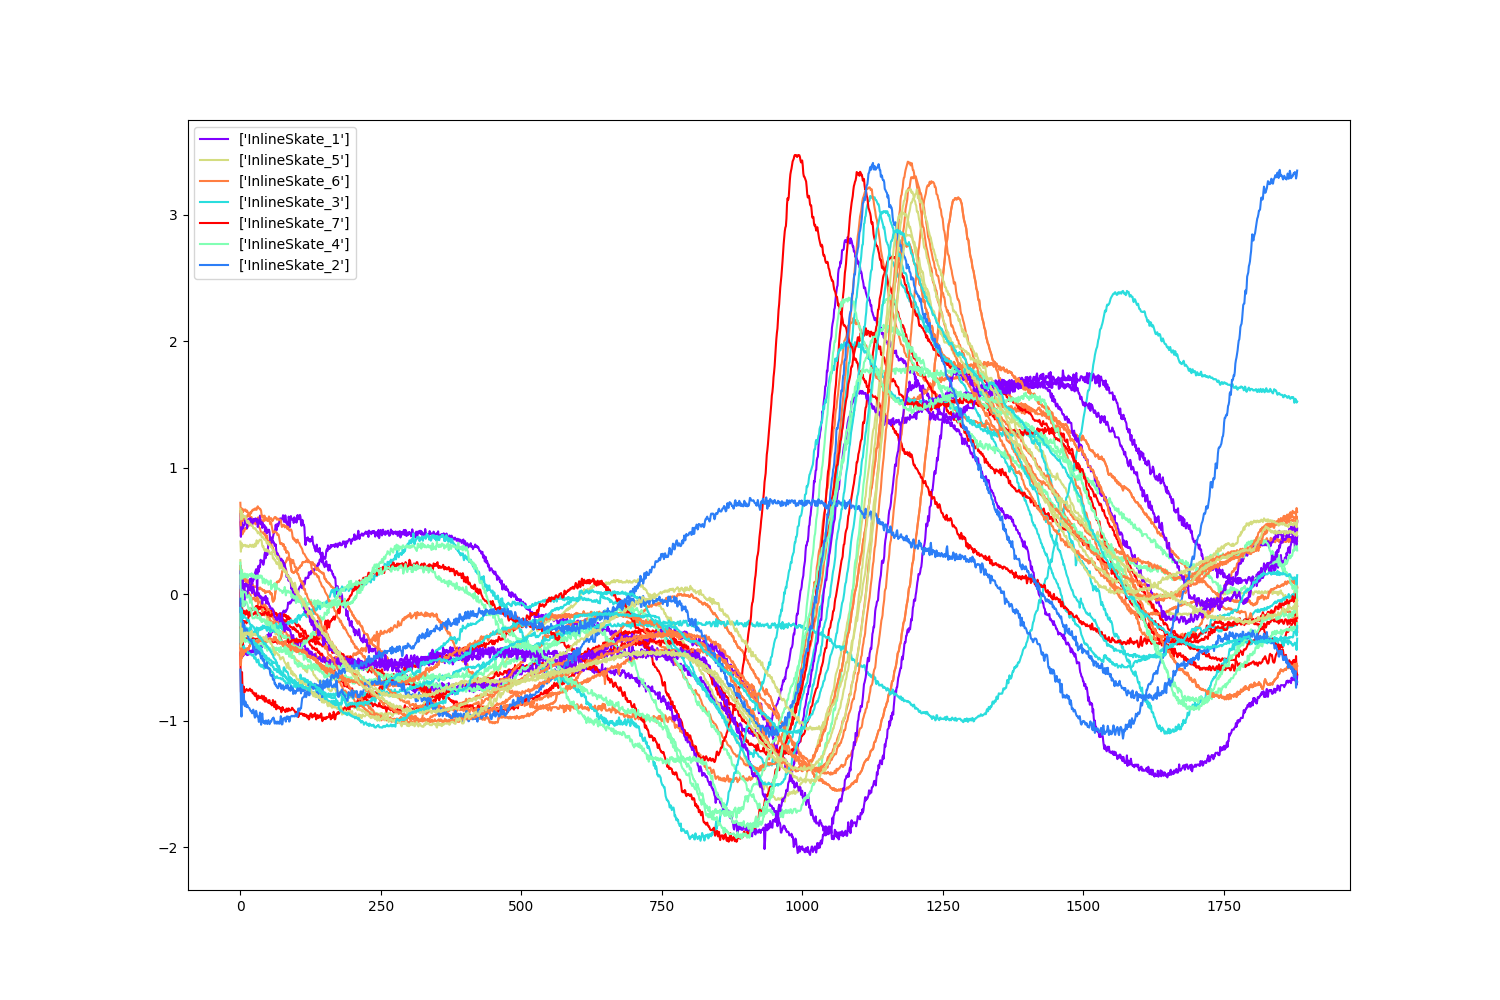 ['InlineSkate_1']
['InlineSkate_5']
['InlineSkate_6']
['InlineSkate_3']
['InlineSkate_7']
['InlineSkate_4']
['InlineSkate_2']
3
2
1
0
−1
−2
0 250 500 750 1000 1250 1500 1750